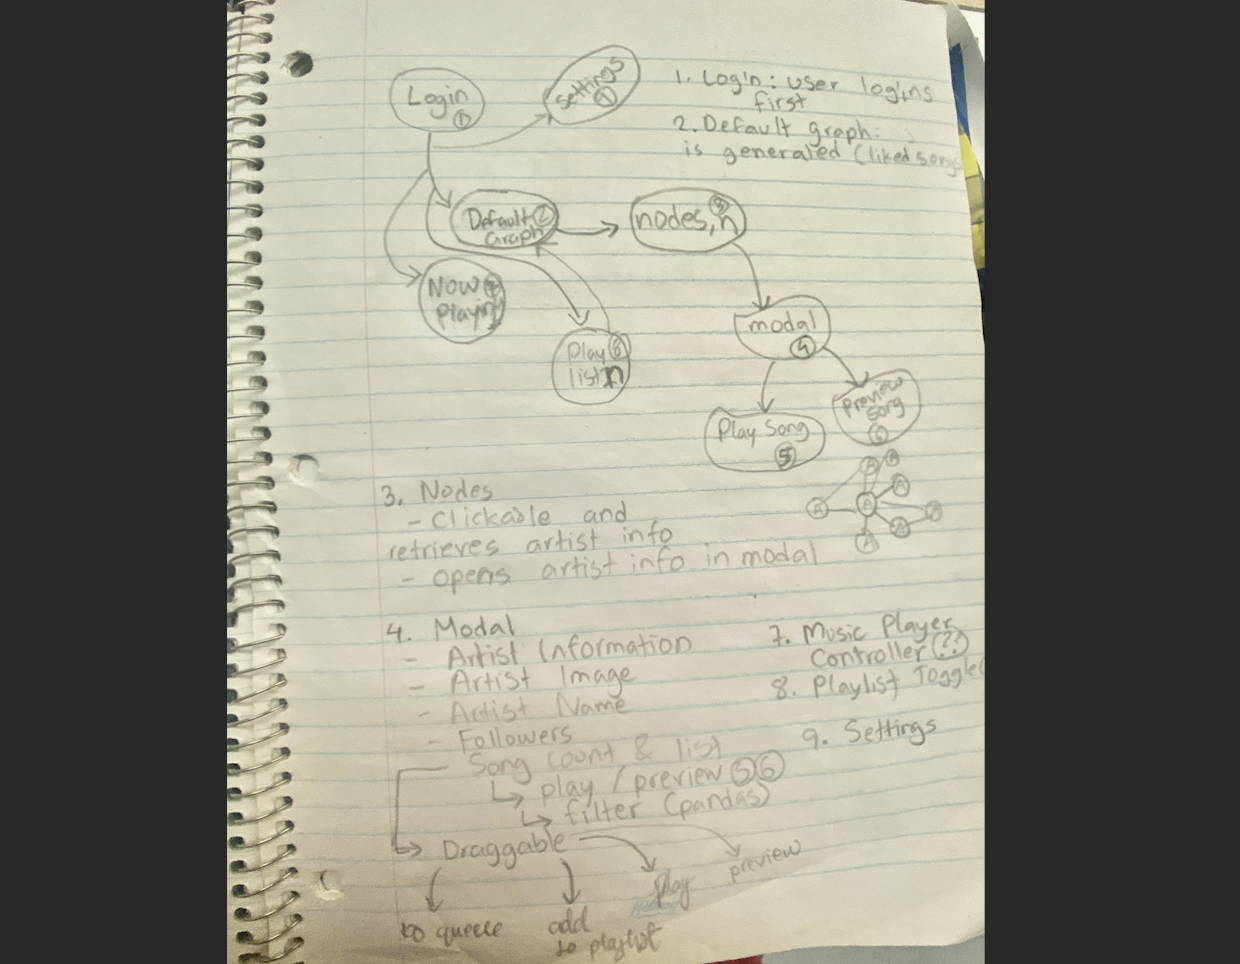 Login
①
Settings
1. Login: user logins
first
2. Default graph:
is generated (liked songs
Default ②
Graph
nodes, n
③
Now
Playing
Play ⑧
list n
modal
④
Play Song
⑤
Preview
Song
⑥
A
A
A
A
A
A
A
A
3. Nodes
- Clickable and
retrieves artist info
- opens artist info in modal
4. Modal
- Artist Information
- Artist Image
- Artist Name
- Followers
Song count & list
↳ play / preview ⑤⑥
↳ filter (pandas)
↳ Draggable
to queue
add
to playlist
play
preview
7. Music Player
Controller (??)
8. Playlist Toggle
9. Settings